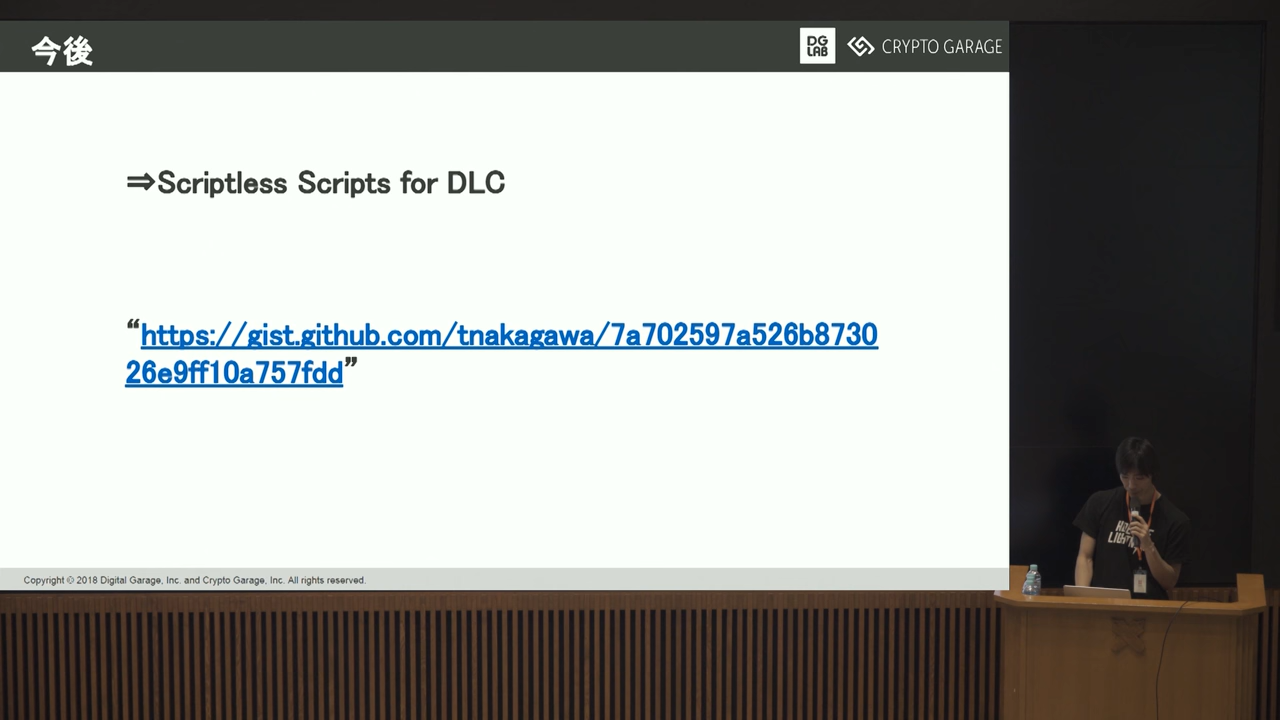 今後
DG
LAB
CRYPTO GARAGE
⇒Scriptless Scripts for DLC
“https://gist.github.com/tnakagawa/7a702597a526b8730
26e9ff10a757fdd”
Copyright © 2018 Digital Garage, Inc. and Crypto Garage, Inc. All rights reserved.